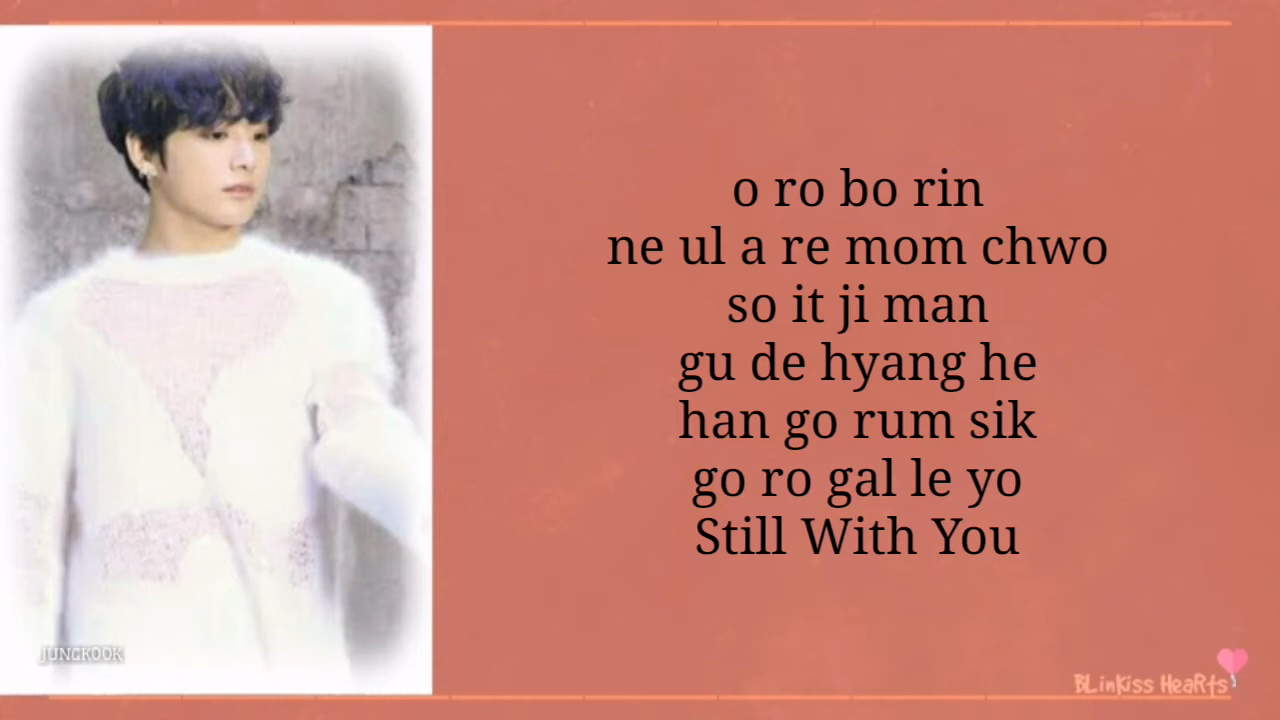 o ro bo rin
ne ul a re mom chwo
so it ji man
gu de hyang he
han go rum sik
go ro gal le yo
Still With You
JUNGKOOK
BLinKiss HeaRts